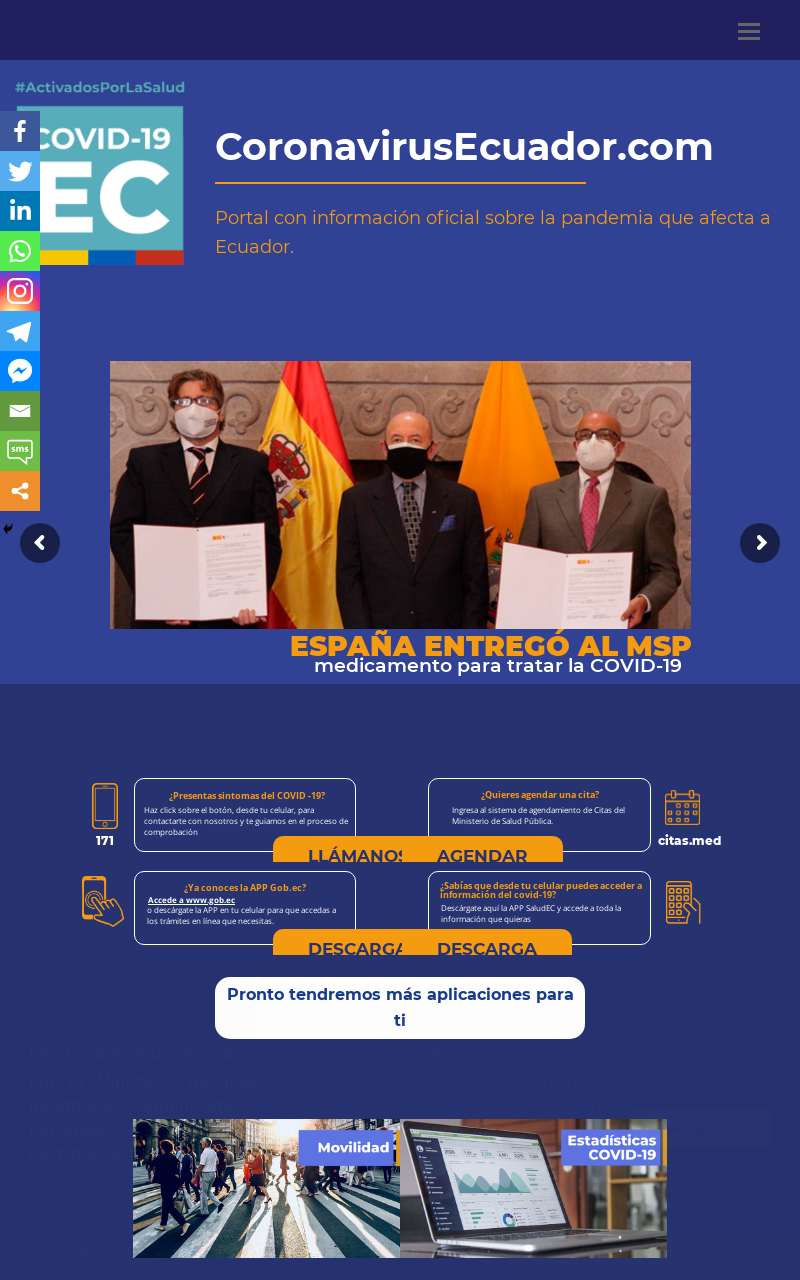 #ActivadosPorLaSalud
COVID-19
EC
CoronavirusEcuador.com
Portal con información oficial sobre la pandemia que afecta a
Ecuador.
sms
ESPAÑA ENTREGÓ AL MSP
medicamento para tratar la COVID-19
¿Presentas sintomas del COVID -19?
Haz click sobre el botón, desde tu celular, para
contactarte con nosotros y te guiamos en el proceso de
comprobación
171
LLÁMANOS
¿Quieres agendar una cita?
Ingresa al sistema de agendamiento de Citas del
Ministerio de Salud Pública.
citas.med
AGENDAR
¿Ya conoces la APP Gob.ec?
Accede a www.gob.ec
o descárgate la APP en tu celular para que accedas a
los trámites en línea que necesitas.
DESCARGA
¿Sabías que desde tu celular puedes acceder a
información del covid-19?
Descárgate aquí la APP SaludEC y accede a toda la
información que quieras
DESCARGA
Pronto tendremos más aplicaciones para
ti
Movilidad
Estadísticas
COVID-19